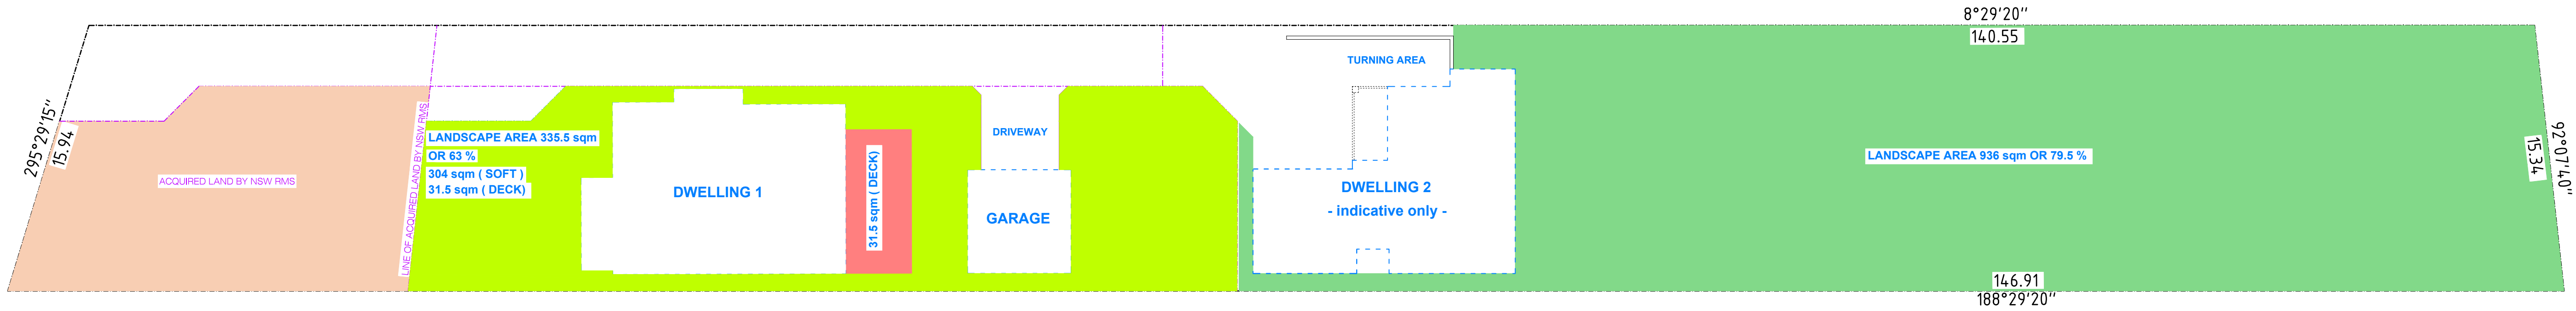 8°29'20"
140.55
TURNING AREA
295°29'15"
15.94
LINE OF ACQUIRED LAND BY NSW RMS
LANDSCAPE AREA 335.5 sqm
OR 63 %
304 sqm ( SOFT )
31.5 sqm ( DECK)
ACQUIRED LAND BY NSW RMS
DWELLING 1
31.5 sqm ( DECK)
DRIVEWAY
GARAGE
DWELLING 2
- indicative only -
LANDSCAPE AREA 936 sqm OR 79.5 %
15.34
92°07'40"
146.91
188°29'20"